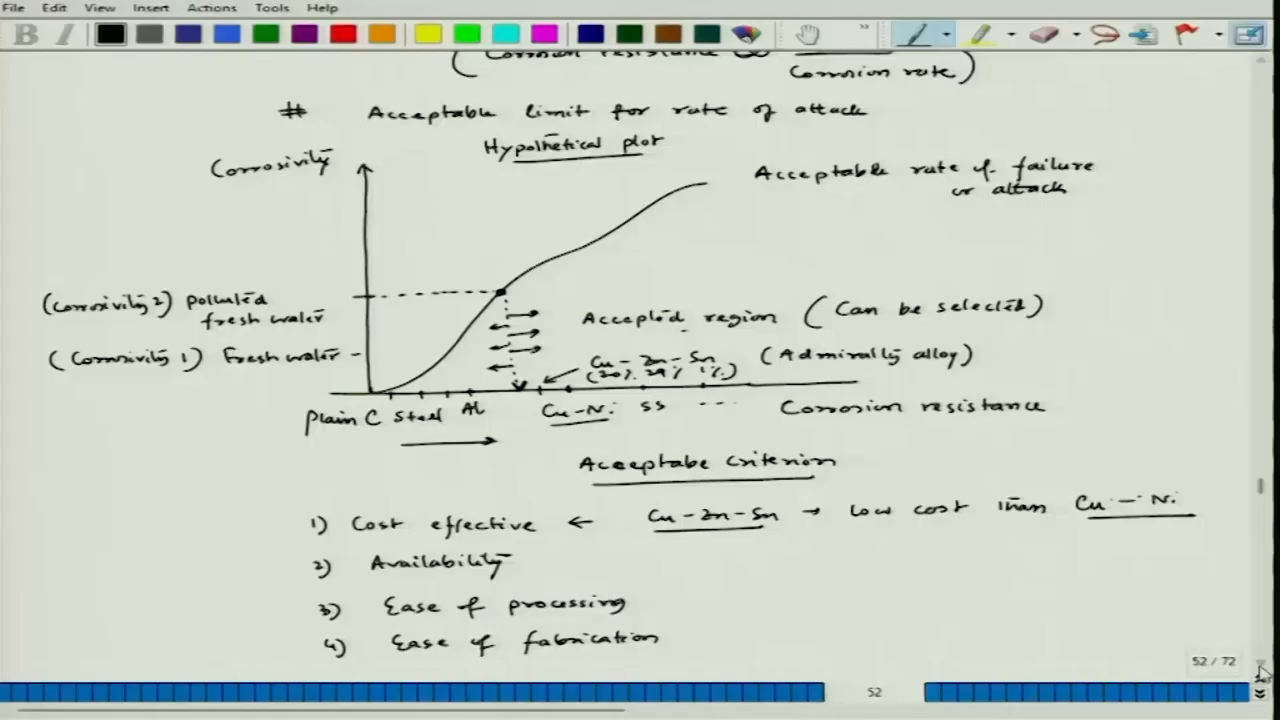 File Edit View Insert Actions Tools Help
Corrosion rate)
# Acceptable limit for rate of attack
Hypothetical plot
Corrosivity
Acceptable rate of failure
or attack
(Corrosivity 2) Polluted
fresh water
Accepted region (Can be selected)
(Corrosivity 1) Fresh water
Cu-Zn-Sn (Admirally alloy)
29% 1%)
Plain C Steel Al Cu-Ni SS ... Corrosion resistance
Acceptabe Criterion
1) Cost effective ← Cu-Zn-Sn → Low cost than Cu-Ni
2) Availability
3) Ease of processing
4) Ease of fabrication
52 / 72
52